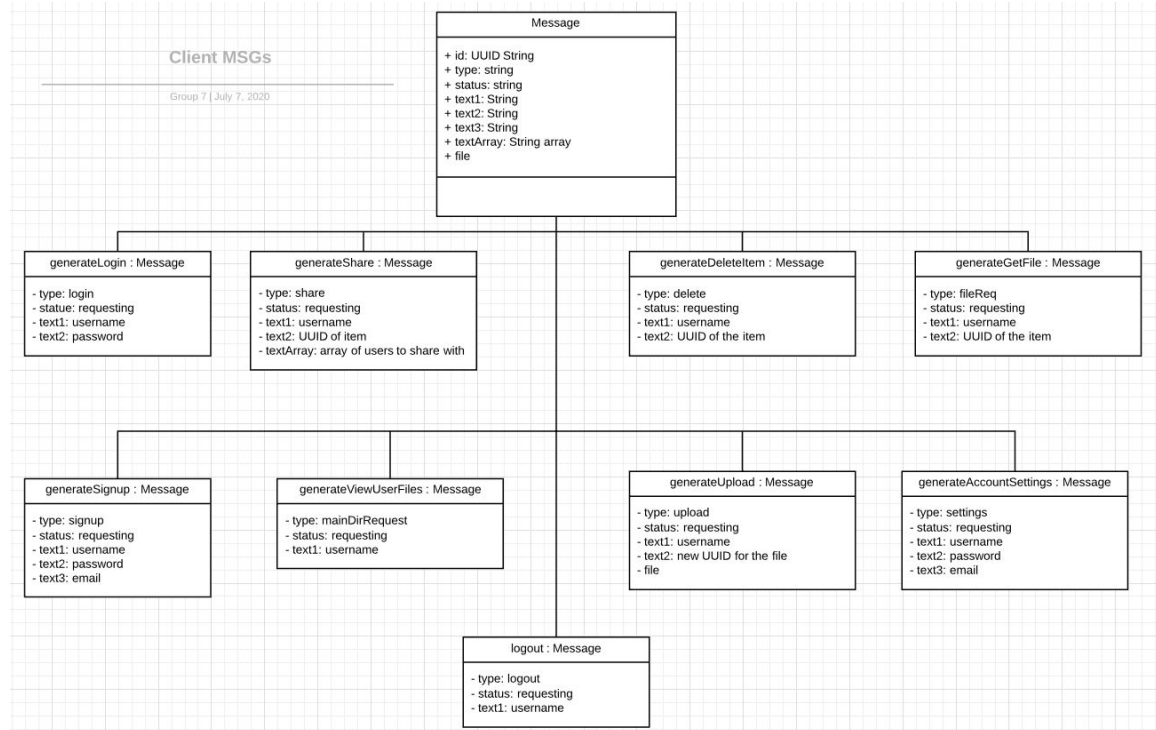 Client MSGs
Group 7 | July 7, 2020
Message
+ id: UUID String
+ type: string
+ status: string
+ text1: String
+ text2: String
+ text3: String
+ textArray: String array
+ file
generateLogin : Message
- type: login
- statue: requesting
- text1: username
- text2: password
generateShare : Message
- type: share
- status: requesting
- text1: username
- text2: UUID of item
- textArray: array of users to share with
generateDeleteItem : Message
- type: delete
- status: requesting
- text1: username
- text2: UUID of the item
generateGetFile : Message
- type: fileReq
- status: requesting
- text1: username
- text2: UUID of the item
generateSignup : Message
- type: signup
- status: requesting
- text1: username
- text2: password
- text3: email
generateViewUserFiles : Message
- type: mainDirRequest
- status: requesting
- text1: username
generateUpload : Message
- type: upload
- status: requesting
- text1: username
- text2: new UUID for the file
- file
generateAccountSettings : Message
- type: settings
- status: requesting
- text1: username
- text2: password
- text3: email
logout : Message
- type: logout
- status: requesting
- text1: username